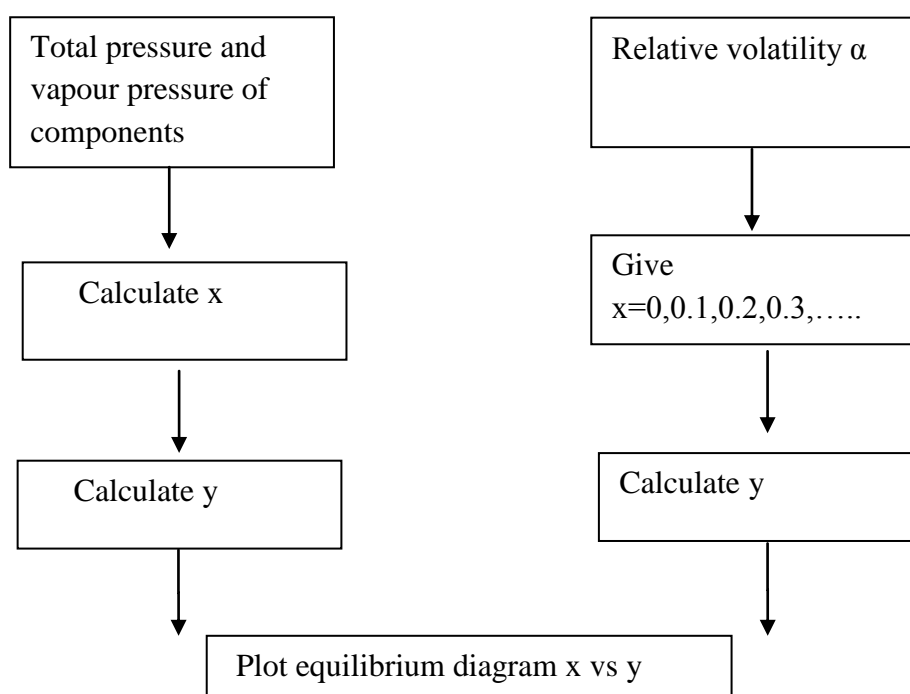 Total pressure and
vapour pressure of
components
Calculate x
Calculate y
Relative volatility α
Give
x=0,0.1,0.2,0.3,.….
Calculate y
Plot equilibrium diagram x vs y